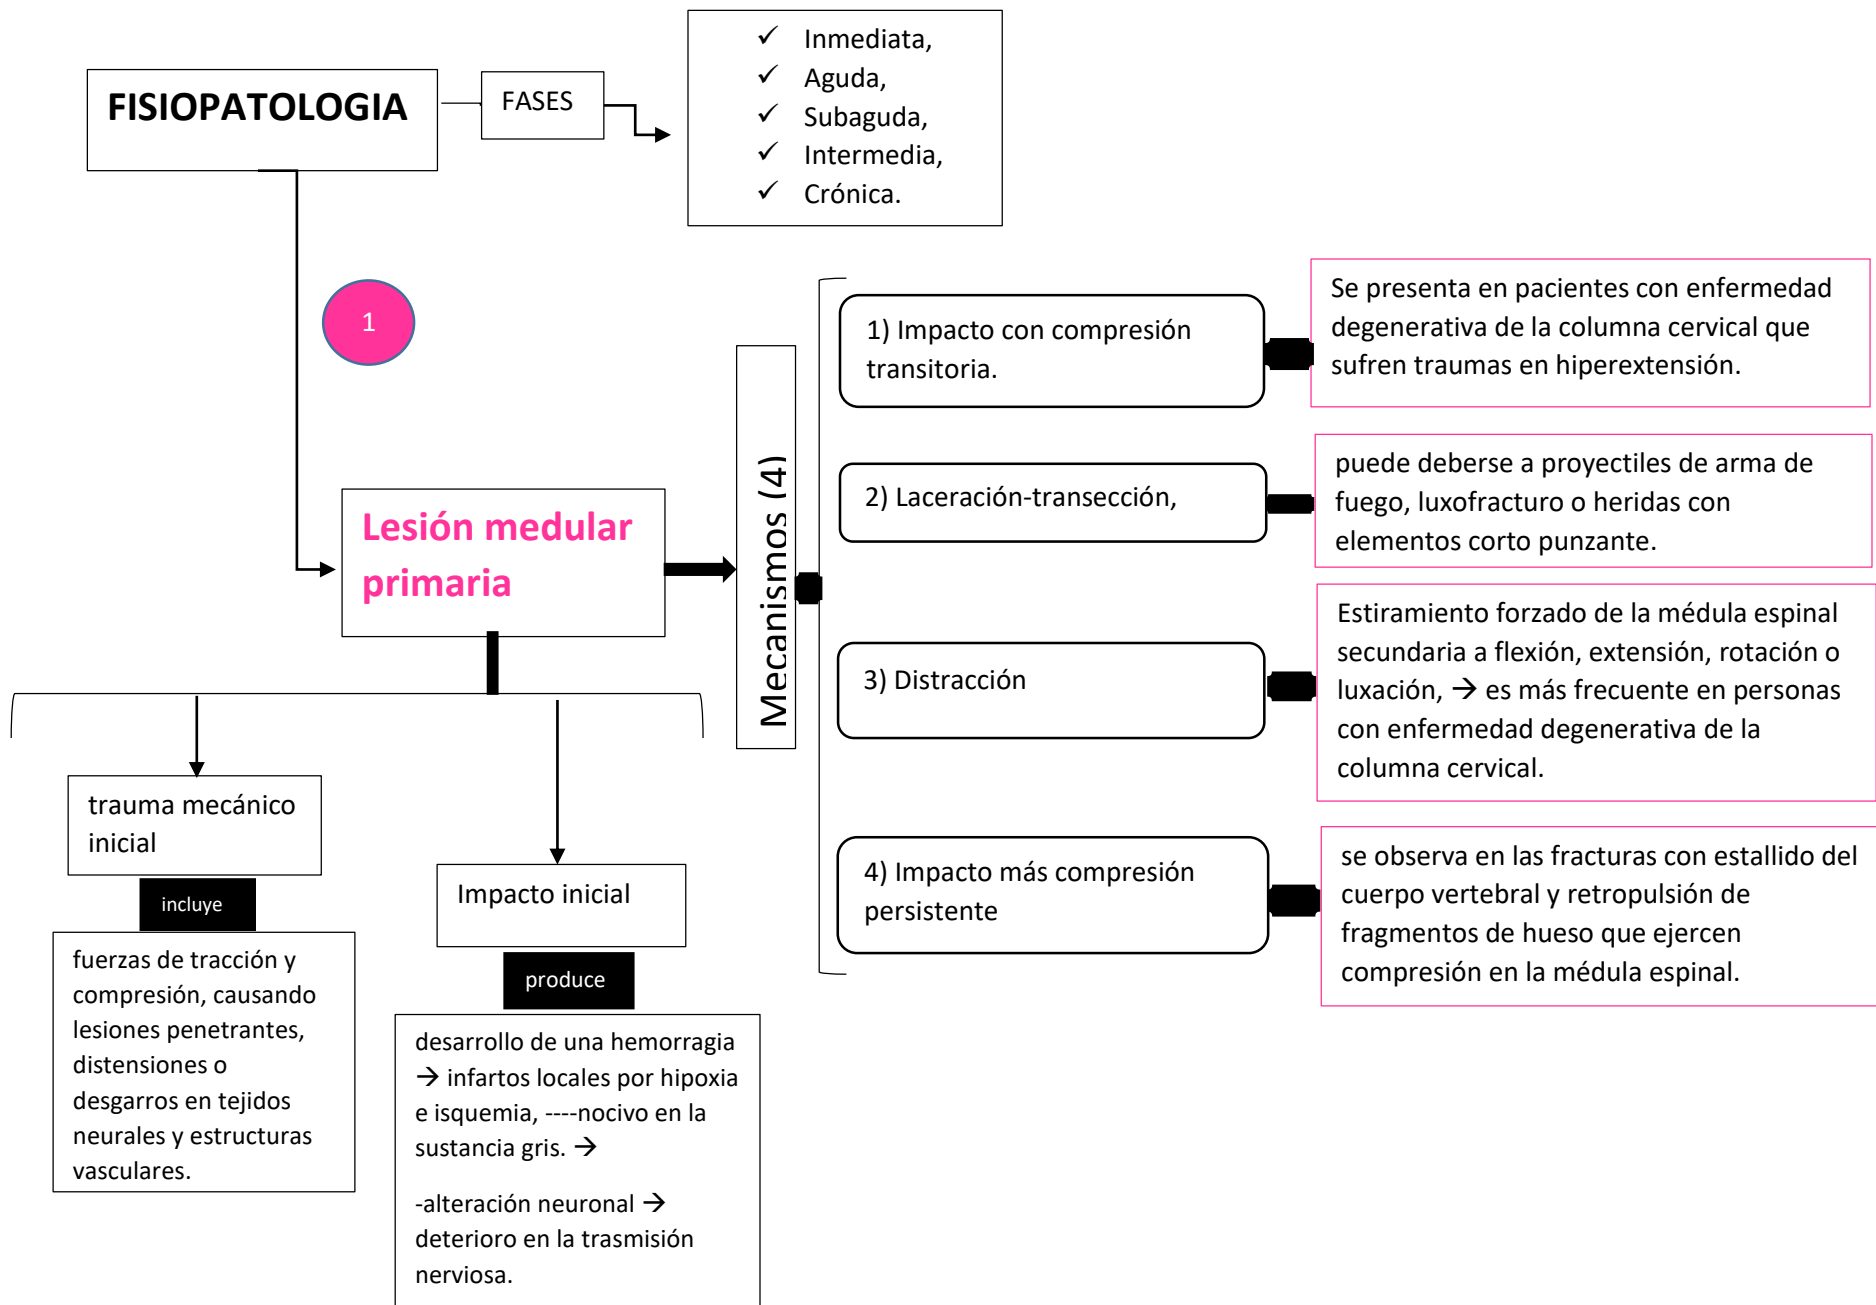 FISIOPATOLOGIA
FASES
✓ Inmediata,
✓ Aguda,
✓ Subaguda,
✓ Intermedia,
✓ Crónica.
1
Lesión medular
primaria
Mecanismos (4)
1) Impacto con compresión
transitoria.
Se presenta en pacientes con enfermedad
degenerativa de la columna cervical que
sufren traumas en hiperextensión.
2) Laceración-transección,
puede deberse a proyectiles de arma de
fuego, luxofracturo o heridas con
elementos corto punzante.
3) Distracción
Estiramiento forzado de la médula espinal
secundaria a flexión, extensión, rotación o
luxación, → es más frecuente en personas
con enfermedad degenerativa de la
columna cervical.
4) Impacto más compresión
persistente
se observa en las fracturas con estallido del
cuerpo vertebral y retropulsión de
fragmentos de hueso que ejercen
compresión en la médula espinal.
trauma mecánico
inicial
incluye
fuerzas de tracción y
compresión, causando
lesiones penetrantes,
distensiones o
desgarros en tejidos
neurales y estructuras
vasculares.
Impacto inicial
produce
desarrollo de una hemorragia
→ infartos locales por hipoxia
e isquemia, ----nocivo en la
sustancia gris. →
-alteración neuronal →
deterioro en la trasmisión
nerviosa.